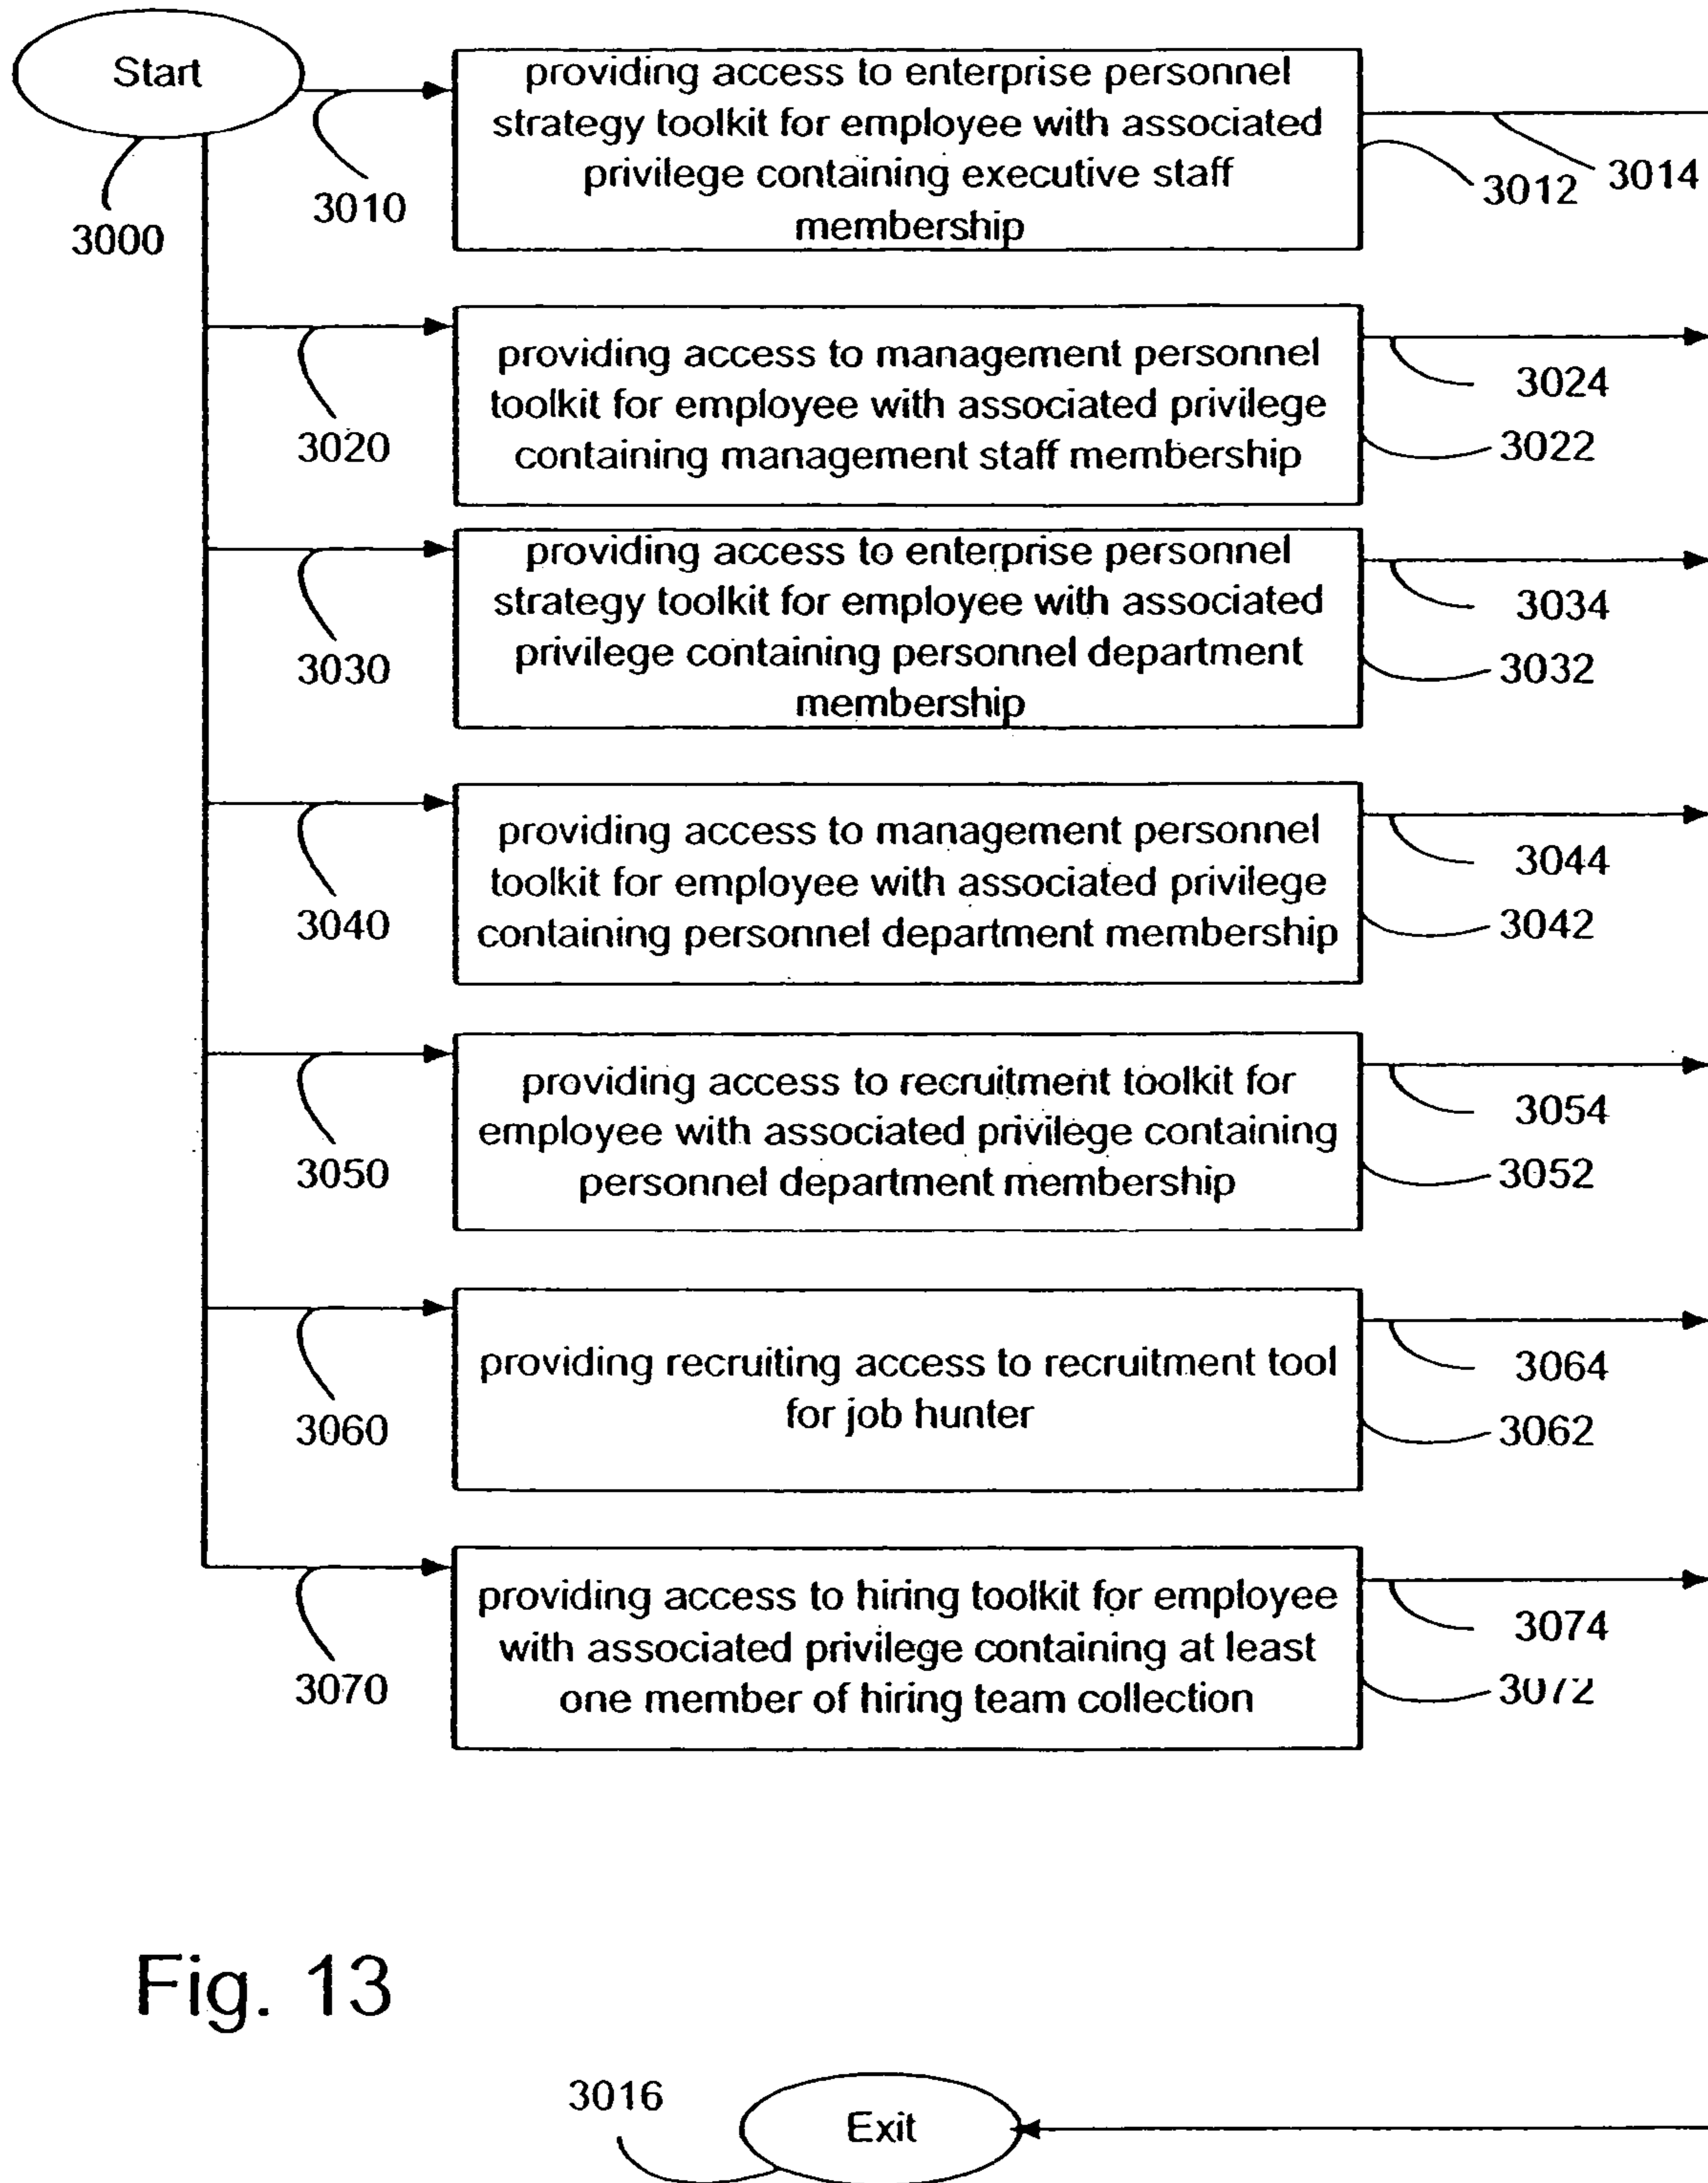 Start
3000
3010
providing access to enterprise personnel
strategy toolkit for employee with associated
privilege containing executive staff
membership
3012
3014
3020
providing access to management personnel
toolkit for employee with associated privilege
containing management staff membership
3024
3022
3030
providing access to enterprise personnel
strategy toolkit for employee with associated
privilege containing personnel department
membership
3034
3032
3040
providing access to management personnel
toolkit for employee with associated privilege
containing personnel department membership
3044
3042
3050
providing access to recruitment toolkit for
employee with associated privilege containing
personnel department membership
3054
3052
3060
providing recruiting access to recruitment tool
for job hunter
3064
3062
3070
providing access to hiring toolkit for employee
with associated privilege containing at least
one member of hiring team collection
3074
3072
Fig. 13
3016
Exit